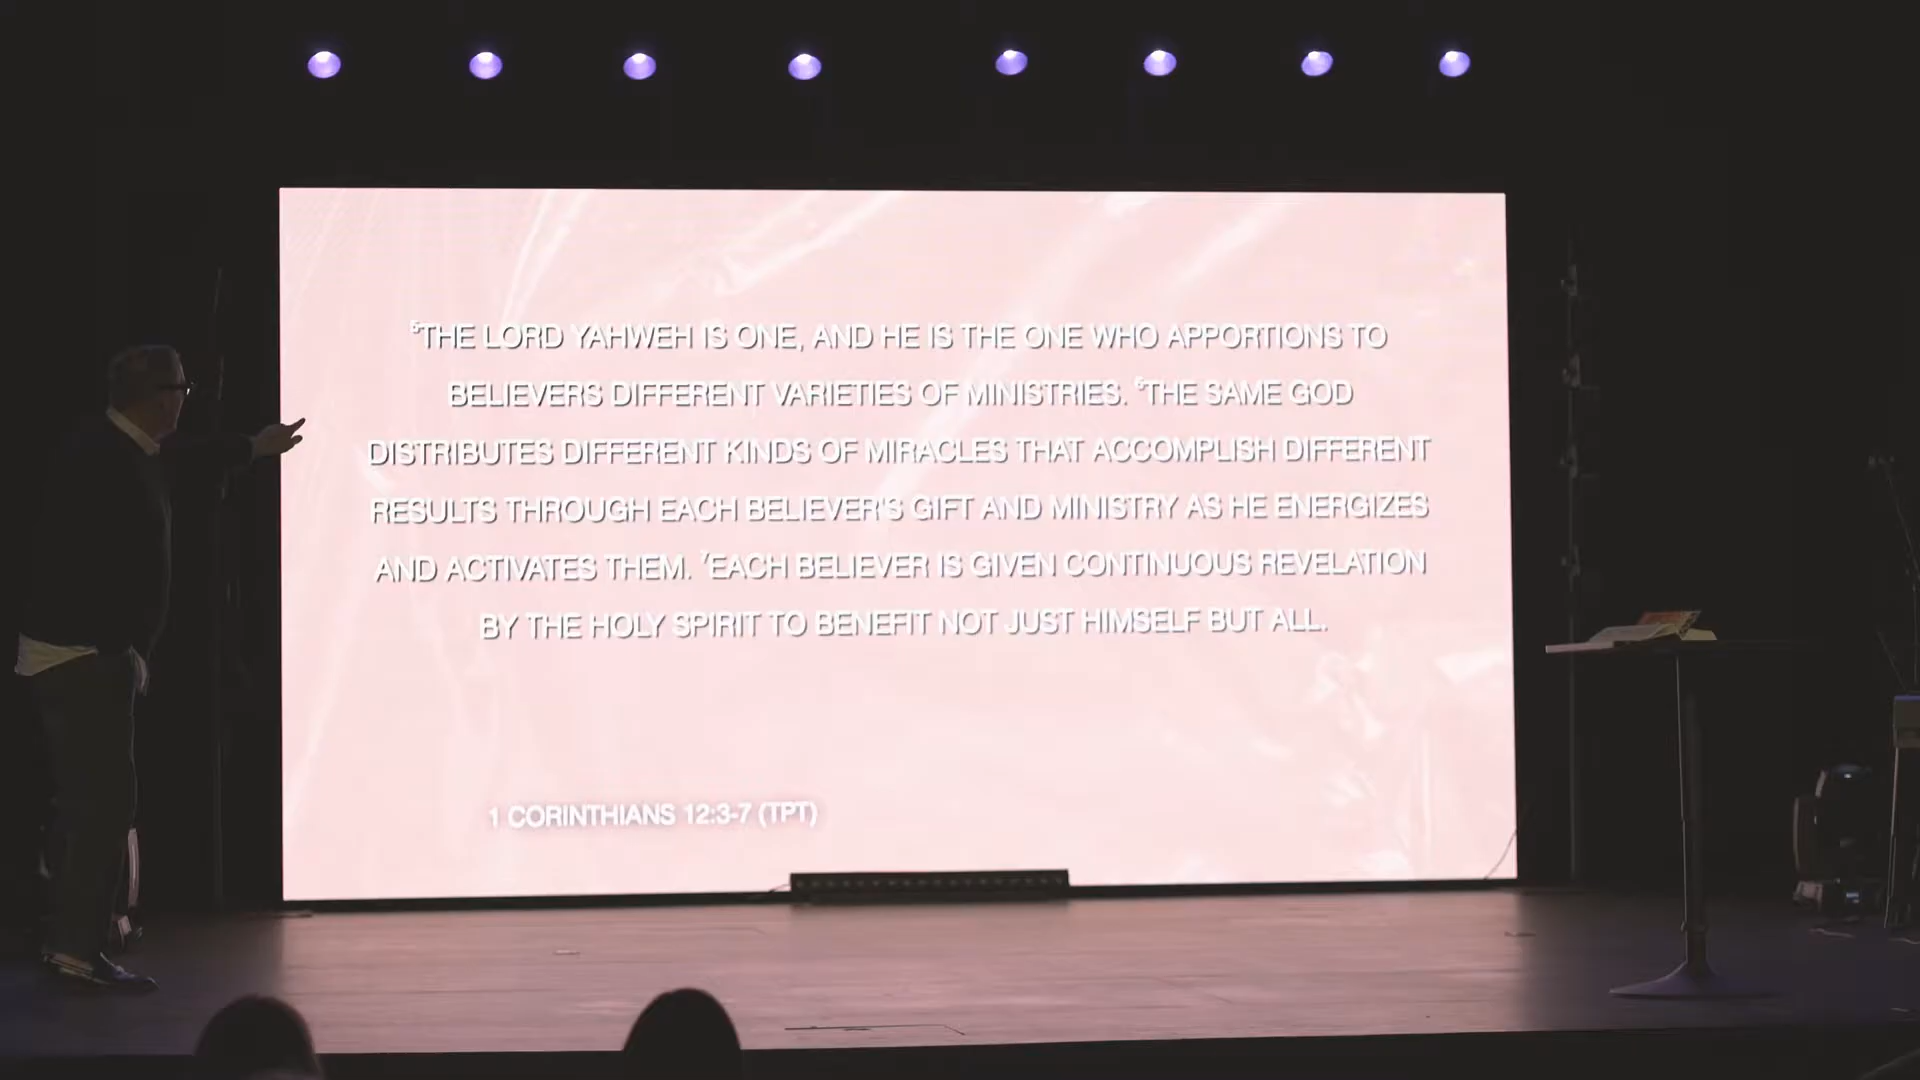 ⁵THE LORD YAHWEH IS ONE, AND HE IS THE ONE WHO APPORTIONS TO
BELIEVERS DIFFERENT VARIETIES OF MINISTRIES. ⁶THE SAME GOD
DISTRIBUTES DIFFERENT KINDS OF MIRACLES THAT ACCOMPLISH DIFFERENT
RESULTS THROUGH EACH BELIEVER'S GIFT AND MINISTRY AS HE ENERGIZES
AND ACTIVATES THEM. ⁷EACH BELIEVER IS GIVEN CONTINUOUS REVELATION
BY THE HOLY SPIRIT TO BENEFIT NOT JUST HIMSELF BUT ALL.
1 CORINTHIANS 12:3-7 (TPT)